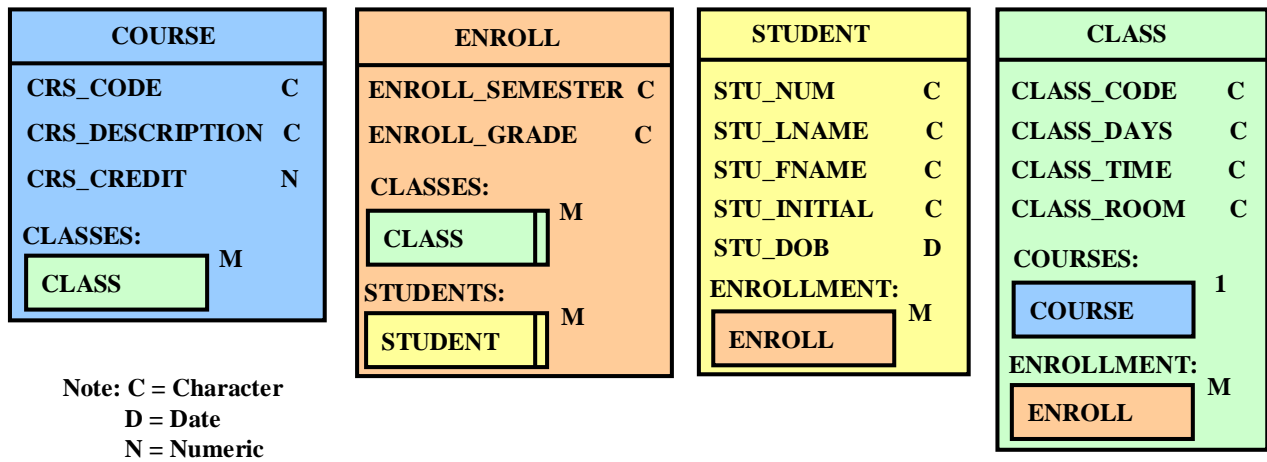 COURSE
CRS_CODE C
CRS_DESCRIPTION C
CRS_CREDIT N
CLASSES:
M
CLASS
ENROLL
ENROLL_SEMESTER C
ENROLL_GRADE C
CLASSES:
M
CLASS
STUDENTS:
M
STUDENT
STUDENT
STU_NUM C
STU_LNAME C
STU_FNAME C
STU_INITIAL C
STU_DOB D
ENROLLMENT:
M
ENROLL
CLASS
CLASS_CODE C
CLASS_DAYS C
CLASS_TIME C
CLASS_ROOM C
COURSES:
1
COURSE
ENROLLMENT:
M
ENROLL
Note: C = Character
D = Date
N = Numeric